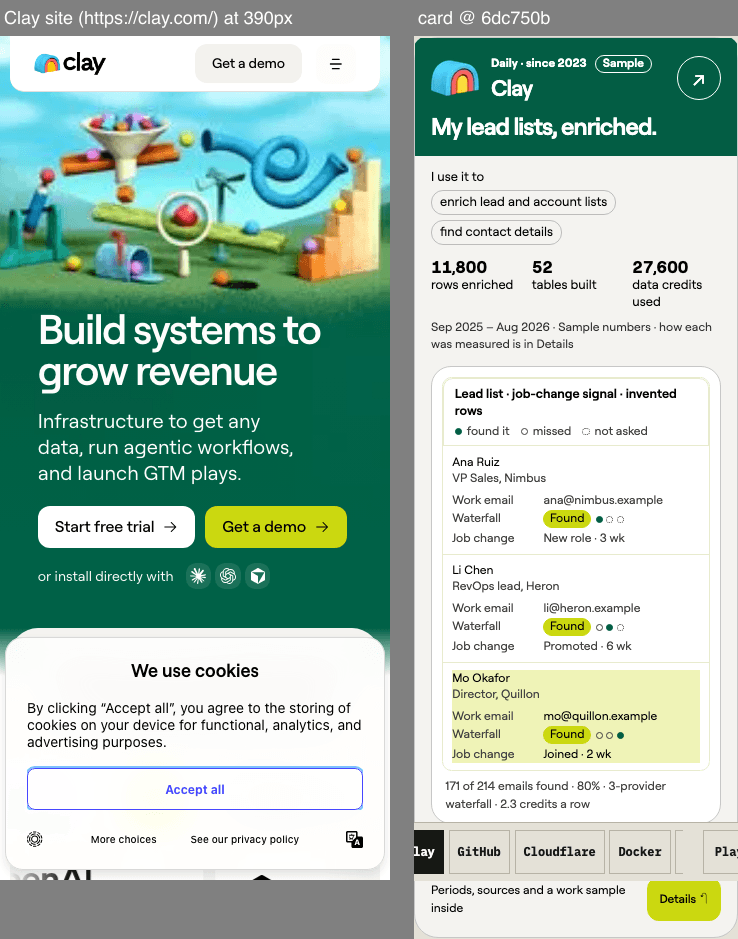 Clay site (https://clay.com/) at 390px
clay
Get a demo
Build systems to
grow revenue
Infrastructure to get any
data, run agentic workflows,
and launch GTM plays.
Start free trial →
Get a demo →
or install directly with
We use cookies
By clicking “Accept all”, you agree to the storing of
cookies on your device for functional, analytics, and
advertising purposes.
Accept all
More choices
See our privacy policy
card @ 6dc750b
Daily · since 2023
Sample
Clay
My lead lists, enriched.
I use it to
enrich lead and account lists
find contact details
11,800 52 27,600
rows enriched tables built data credits
used
Sep 2025 – Aug 2026 · Sample numbers · how each
was measured is in Details
Lead list · job-change signal · invented
rows
found it missed not asked
Ana Ruiz
VP Sales, Nimbus
Work email ana@nimbus.example
Waterfall Found
Job change New role · 3 wk
Li Chen
RevOps lead, Heron
Work email li@heron.example
Waterfall Found
Job change Promoted · 6 wk
Mo Okafor
Director, Quillon
Work email mo@quillon.example
Waterfall Found
Job change Joined · 2 wk
171 of 214 emails found · 80% · 3-provider
waterfall · 2.3 credits a row
lay GitHub Cloudflare Docker Pla
Periods, sources and a work sample
inside
Details